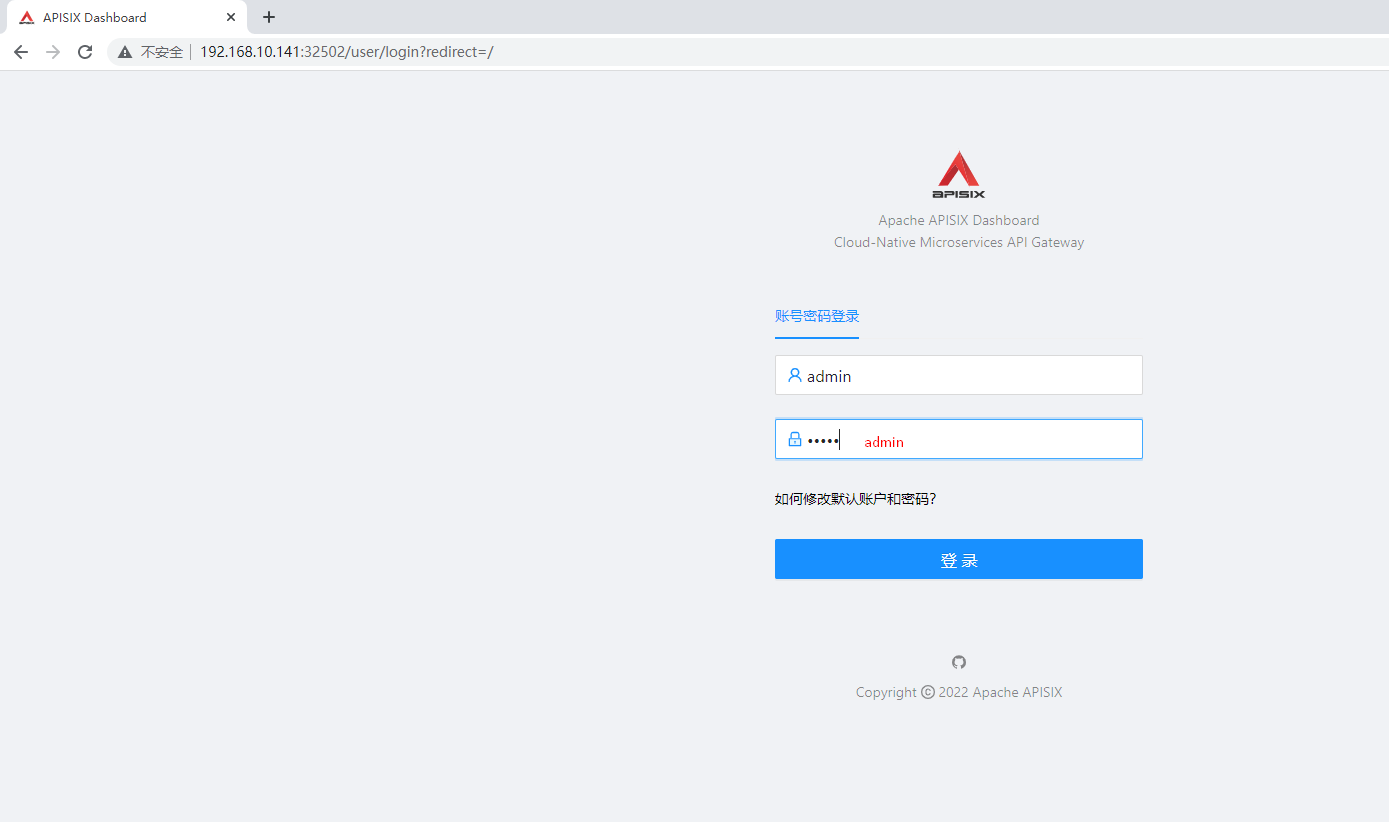 APISIX Dashboard
不安全 192.168.10.141:32502/user/login?redirect=/
APISIX
Apache APISIX Dashboard
Cloud-Native Microservices API Gateway
账号密码登录
admin
••••• admin
如何修改默认账户和密码?
登 录
Copyright © 2022 Apache APISIX